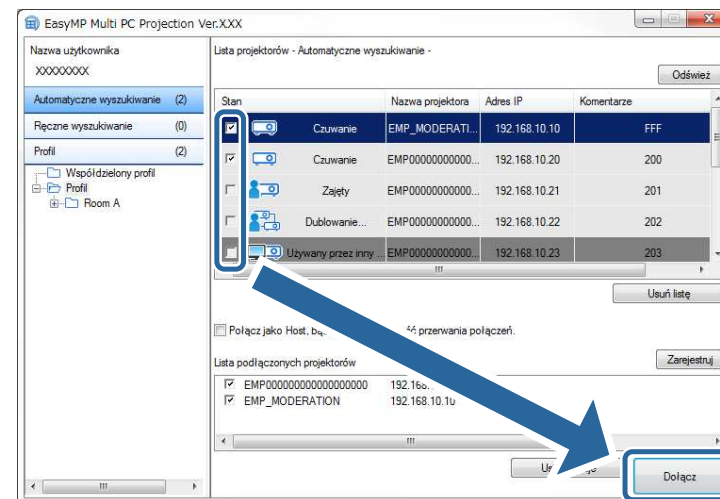 EasyMP Multi PC Projection Ver.XXX
Nazwa użytkownika
XXXXXXXX
Automatyczne wyszukiwanie (2)
Ręczne wyszukiwanie (0)
Profil (2)
Współdzielony profil
Profil
Room A
Lista projektorów - Automatyczne wyszukiwanie -
Odśwież
Stan Nazwa projektora Adres IP Komentarze
Czuwanie EMP_MODERATI... 192.168.10.10 FFF
Czuwanie EMP00000000000... 192.168.10.20 200
Zajęty EMP00000000000... 192.168.10.21 201
Dublowanie... EMP00000000000... 192.168.10.22 202
Używany przez inny ... EMP00000000000... 192.168.10.23 203
Usuń listę
Połącz jako Host, przerwania połączeń.
Lista podłączonych projektorów
Zarejestruj
EMP000000000000000000 192.168.
EMP_MODERATION 192.168.10.10
Dołącz